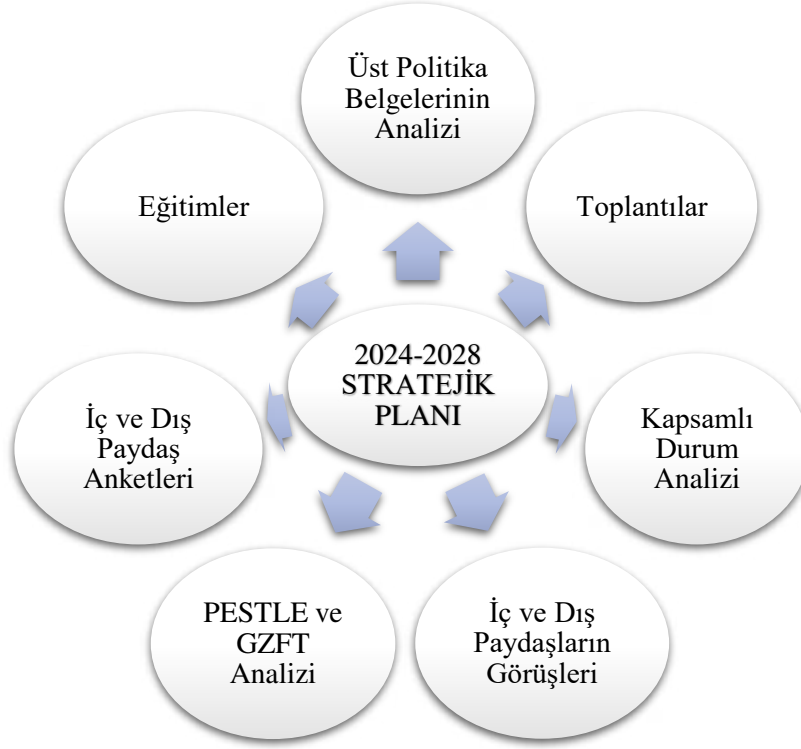 Üst Politika
Belgelerinin
Analizi
Eğitimler
Toplantılar
2024-2028
STRATEJİK
PLANI
İç ve Dış
Paydaş
Anketleri
Kapsamlı
Durum
Analizi
PESTLE ve
GZFT
Analizi
İç ve Dış
Paydaşların
Görüşleri